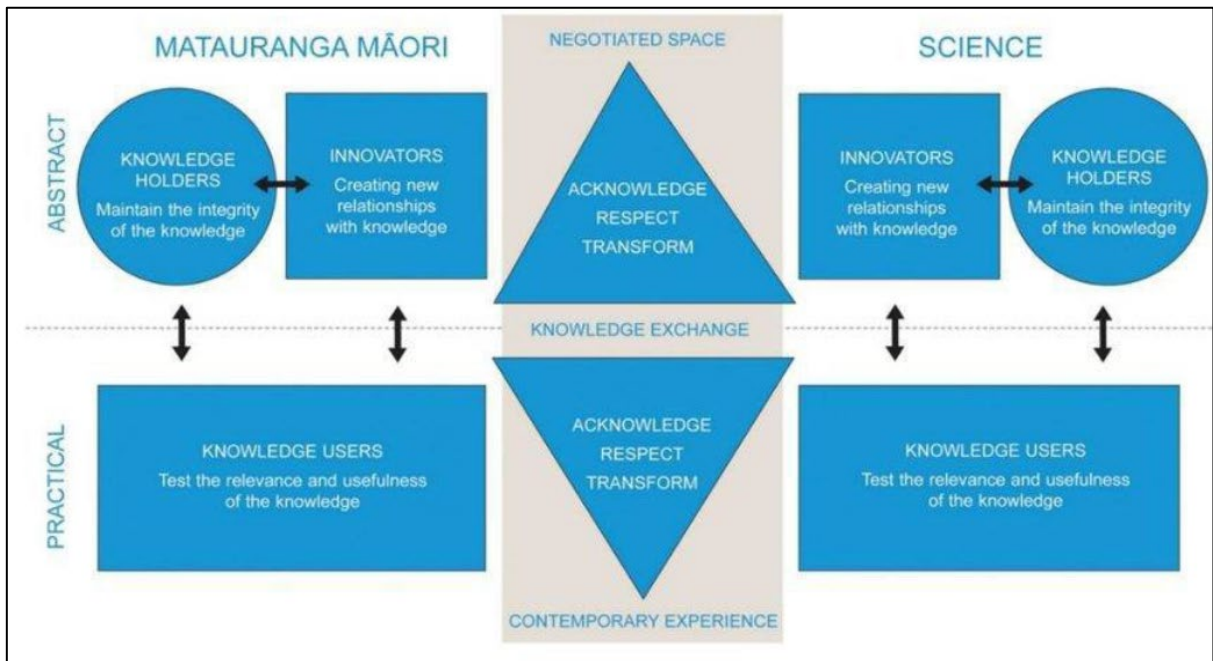 MATAURANGA MĀORI
NEGOTIATED SPACE
SCIENCE
ABSTRACT
KNOWLEDGE
HOLDERS
Maintain the integrity
of the knowledge
INNOVATORS
Creating new
relationships
with knowledge
ACKNOWLEDGE
RESPECT
TRANSFORM
INNOVATORS
Creating new
relationships
with knowledge
KNOWLEDGE
HOLDERS
Maintain the integrity
of the knowledge
KNOWLEDGE EXCHANGE
PRACTICAL
KNOWLEDGE USERS
Test the relevance and usefulness
of the knowledge
ACKNOWLEDGE
RESPECT
TRANSFORM
KNOWLEDGE USERS
Test the relevance and usefulness
of the knowledge
CONTEMPORARY EXPERIENCE